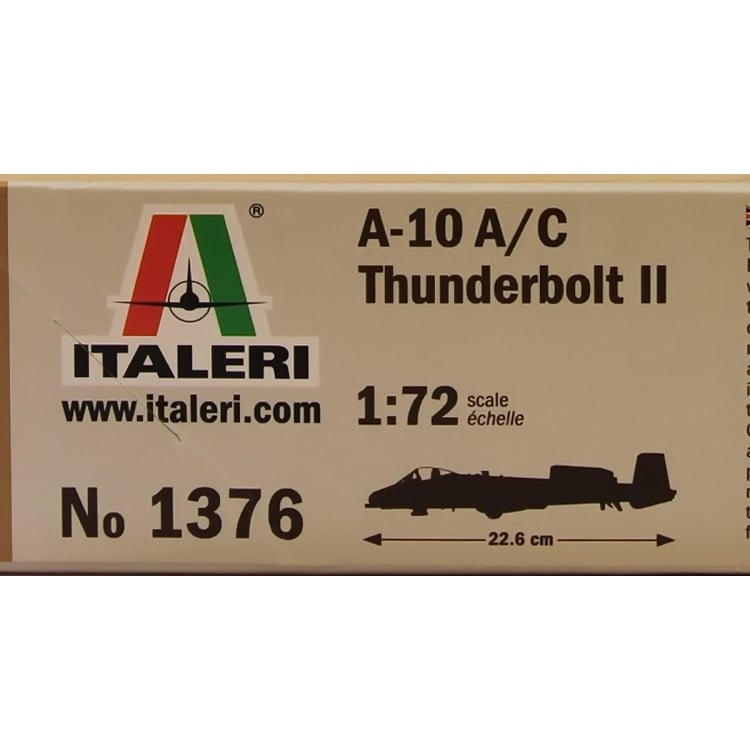 ®
ITALERI
www.italeri.com
No 1376
A-10 A/C
Thunderbolt II
1:72 scale
échelle
22.6 cm